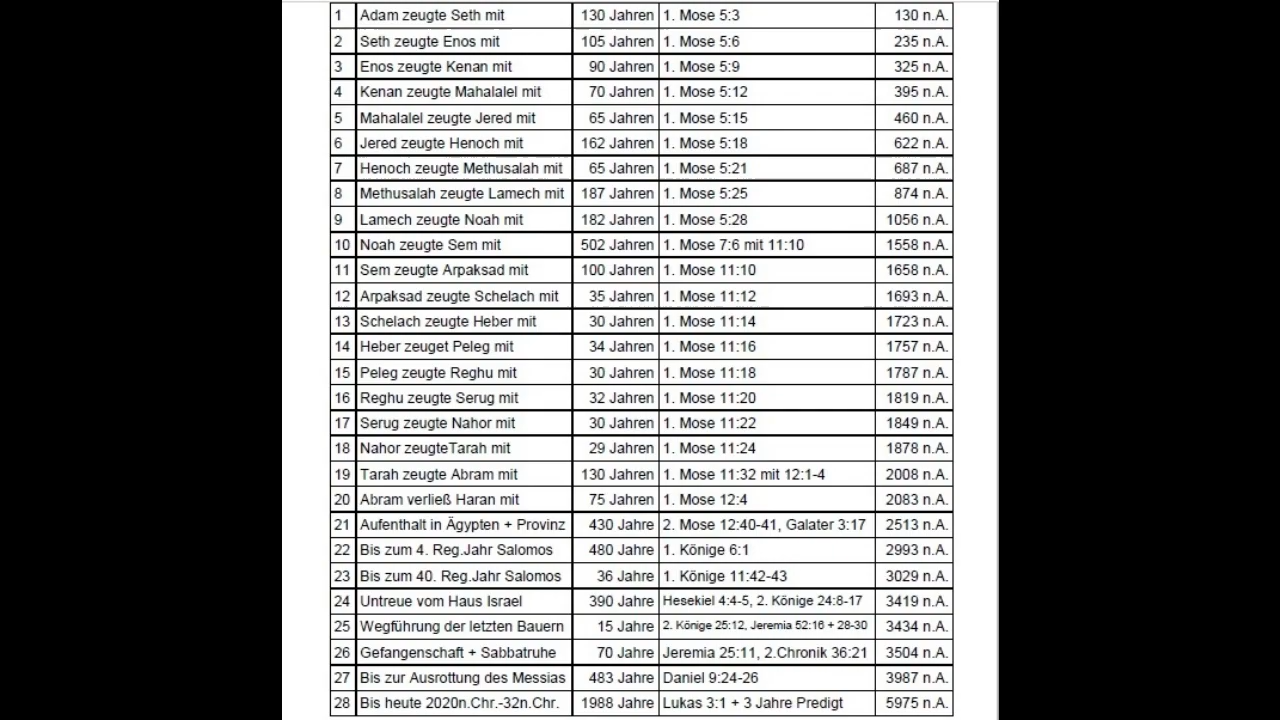 1 Adam zeugte Seth mit 130 Jahren 1. Mose 5:3 130 n.A.
2 Seth zeugte Enos mit 105 Jahren 1. Mose 5:6 235 n.A.
3 Enos zeugte Kenan mit 90 Jahren 1. Mose 5:9 325 n.A.
4 Kenan zeugte Mahalalel mit 70 Jahren 1. Mose 5:12 395 n.A.
5 Mahalalel zeugte Jered mit 65 Jahren 1. Mose 5:15 460 n.A.
6 Jered zeugte Henoch mit 162 Jahren 1. Mose 5:18 622 n.A.
7 Henoch zeugte Methusalah mit 65 Jahren 1. Mose 5:21 687 n.A.
8 Methusalah zeugte Lamech mit 187 Jahren 1. Mose 5:25 874 n.A.
9 Lamech zeugte Noah mit 182 Jahren 1. Mose 5:28 1056 n.A.
10 Noah zeugte Sem mit 502 Jahren 1. Mose 7:6 mit 11:10 1558 n.A.
11 Sem zeugte Arpaksad mit 100 Jahren 1. Mose 11:10 1658 n.A.
12 Arpaksad zeugte Schelach mit 35 Jahren 1. Mose 11:12 1693 n.A.
13 Schelach zeugte Heber mit 30 Jahren 1. Mose 11:14 1723 n.A.
14 Heber zeuget Peleg mit 34 Jahren 1. Mose 11:16 1757 n.A.
15 Peleg zeugte Reghu mit 30 Jahren 1. Mose 11:18 1787 n.A.
16 Reghu zeugte Serug mit 32 Jahren 1. Mose 11:20 1819 n.A.
17 Serug zeugte Nahor mit 30 Jahren 1. Mose 11:22 1849 n.A.
18 Nahor zeugteTarah mit 29 Jahren 1. Mose 11:24 1878 n.A.
19 Tarah zeugte Abram mit 130 Jahren 1. Mose 11:32 mit 12:1-4 2008 n.A.
20 Abram verließ Haran mit 75 Jahren 1. Mose 12:4 2083 n.A.
21 Aufenthalt in Ägypten + Provinz 430 Jahre 2. Mose 12:40-41, Galater 3:17 2513 n.A.
22 Bis zum 4. Reg.Jahr Salomos 480 Jahre 1. Könige 6:1 2993 n.A.
23 Bis zum 40. Reg.Jahr Salomos 36 Jahre 1. Könige 11:42-43 3029 n.A.
24 Untreue vom Haus Israel 390 Jahre Hesekiel 4:4-5, 2. Könige 24:8-17 3419 n.A.
25 Wegführung der letzten Bauern 15 Jahre 2. Könige 25:12, Jeremia 52:16 + 28-30 3434 n.A.
26 Gefangenschaft + Sabbatruhe 70 Jahre Jeremia 25:11, 2.Chronik 36:21 3504 n.A.
27 Bis zur Ausrottung des Messias 483 Jahre Daniel 9:24-26 3987 n.A.
28 Bis heute 2020n.Chr.-32n.Chr. 1988 Jahre Lukas 3:1 + 3 Jahre Predigt 5975 n.A.